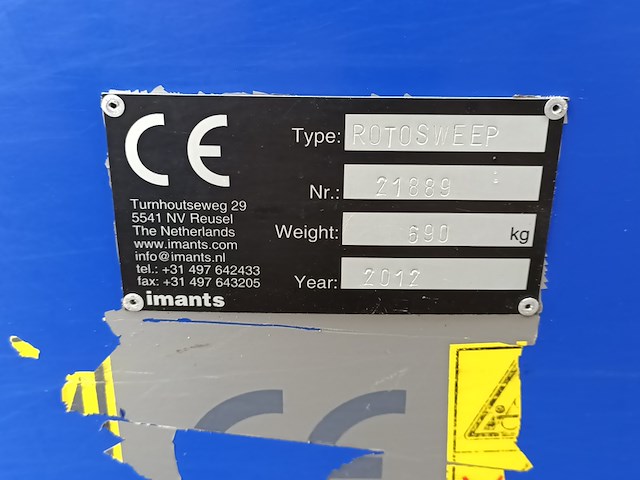 CE
Type: ROTOSWEEP
Nr.: 21889
Weight: 690 kg
Year: 2012
Turnhoutseweg 29
5541 NV Reusel
The Netherlands
www.imants.com
info@imants.nl
tel.: +31 497 642433
fax: +31 497 643205
imants
CE